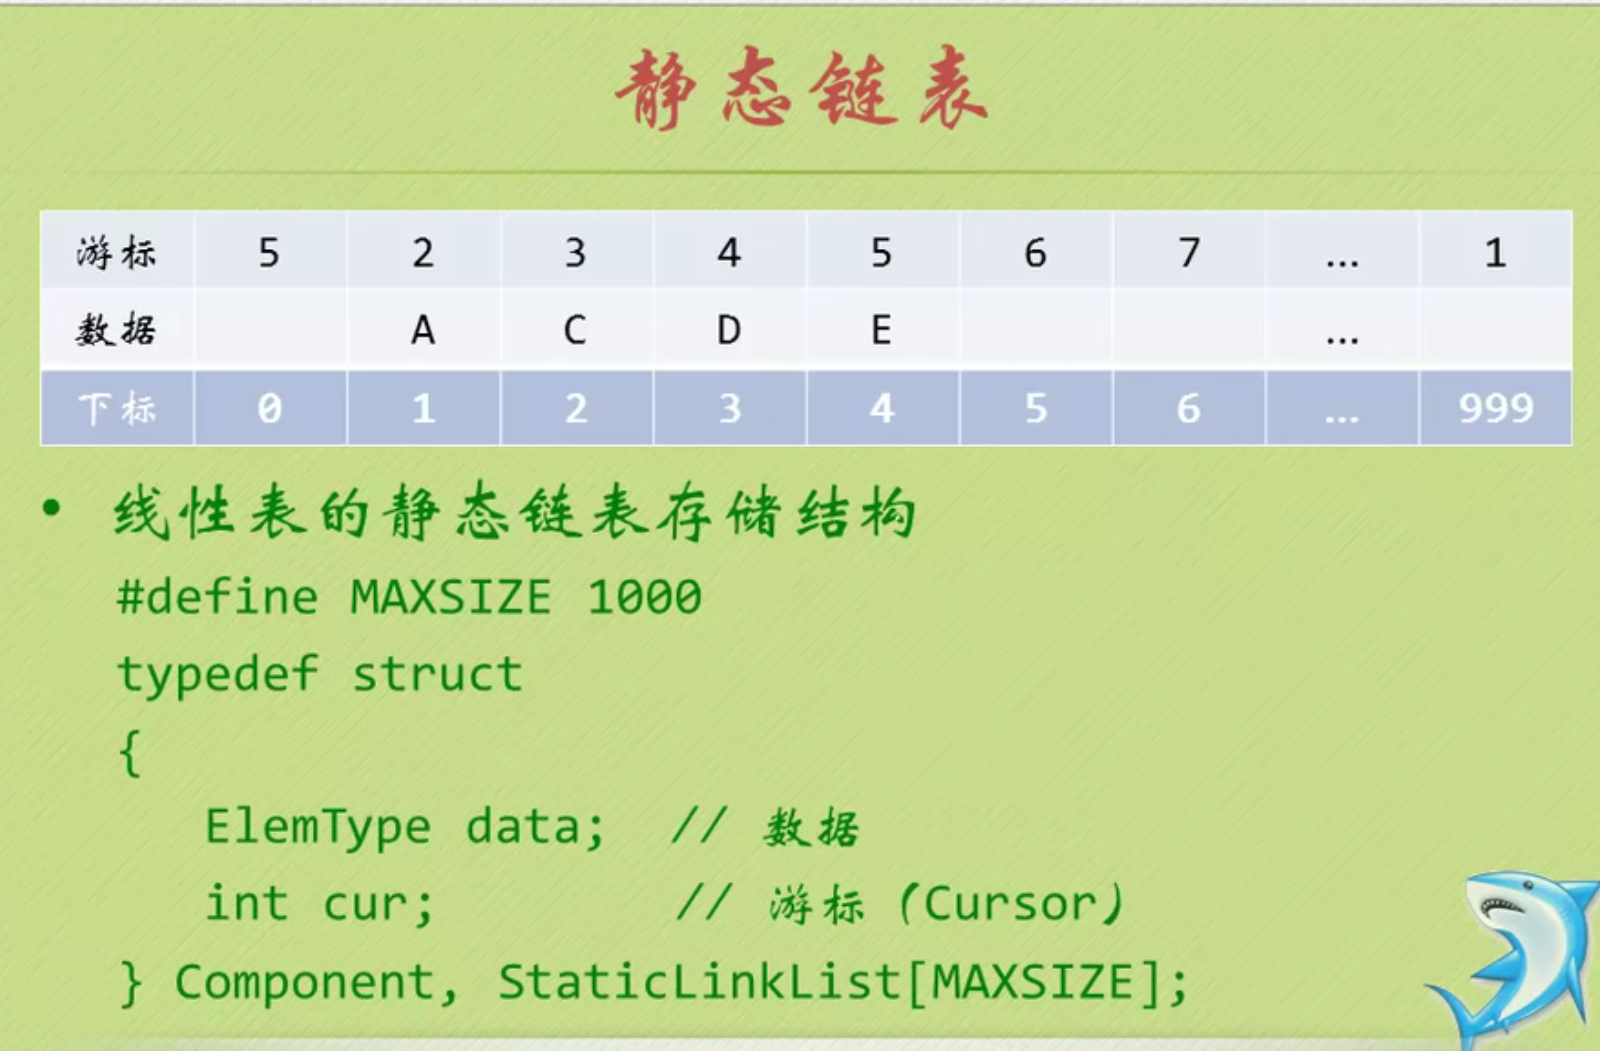 静态链表
游标 5 2 3 4 5 6 7 ... 1
数据 A C D E ...
下标 0 1 2 3 4 5 6 ... 999
• 线性表的静态链表存储结构
#define MAXSIZE 1000
typedef struct
{
ElemType data; // 数据
int cur; // 游标（Cursor）
} Component, StaticLinkList[MAXSIZE];